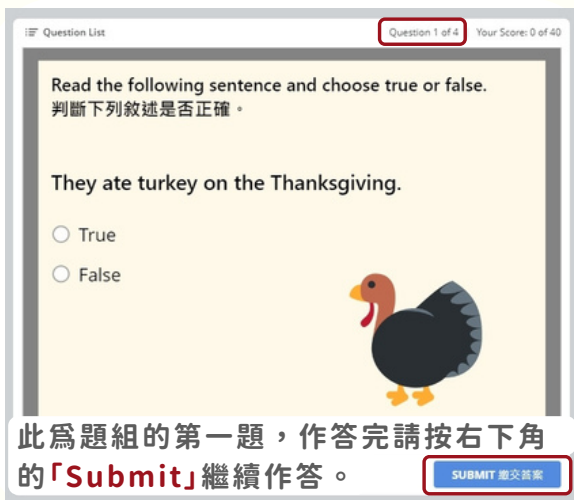 Question List
Question 1 of 4 Your Score: 0 of 40
Read the following sentence and choose true or false.
判斷下列敘述是否正確。
They ate turkey on the Thanksgiving.
True
False
此為題組的第一題，作答完請按右下角
的「Submit」繼續作答。
SUBMIT 繳交答案